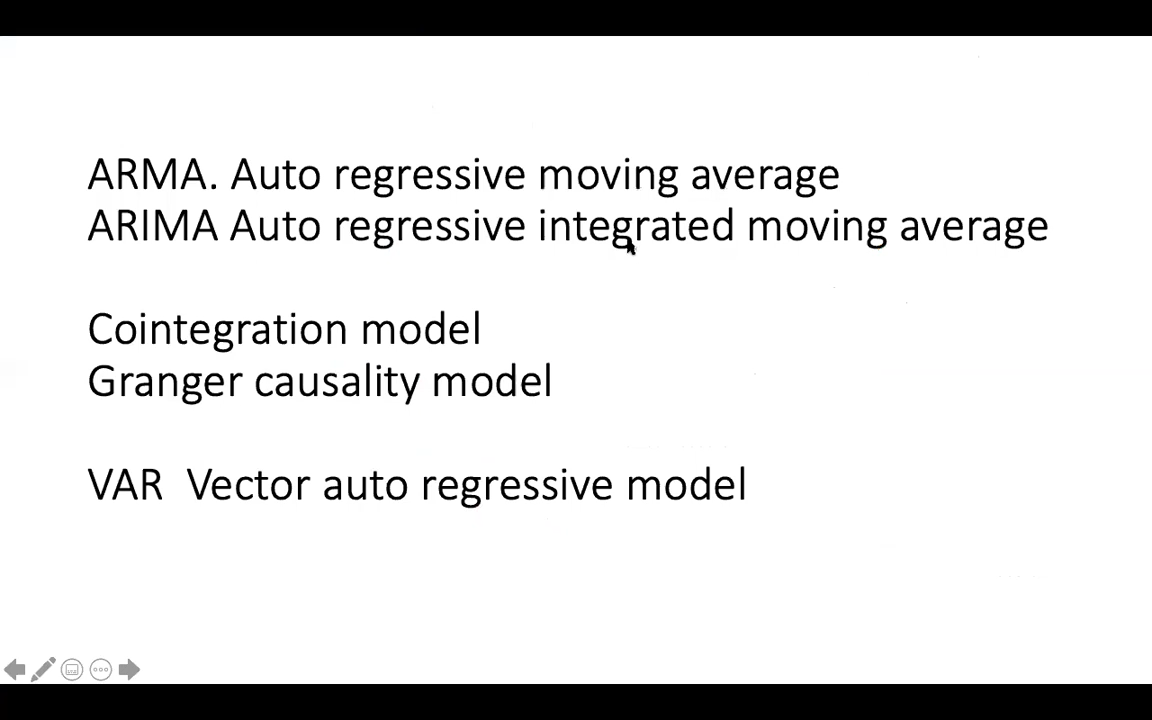 ARMA. Auto regressive moving average
ARIMA Auto regressive integrated moving average
Cointegration model
Granger causality model
VAR  Vector auto regressive model